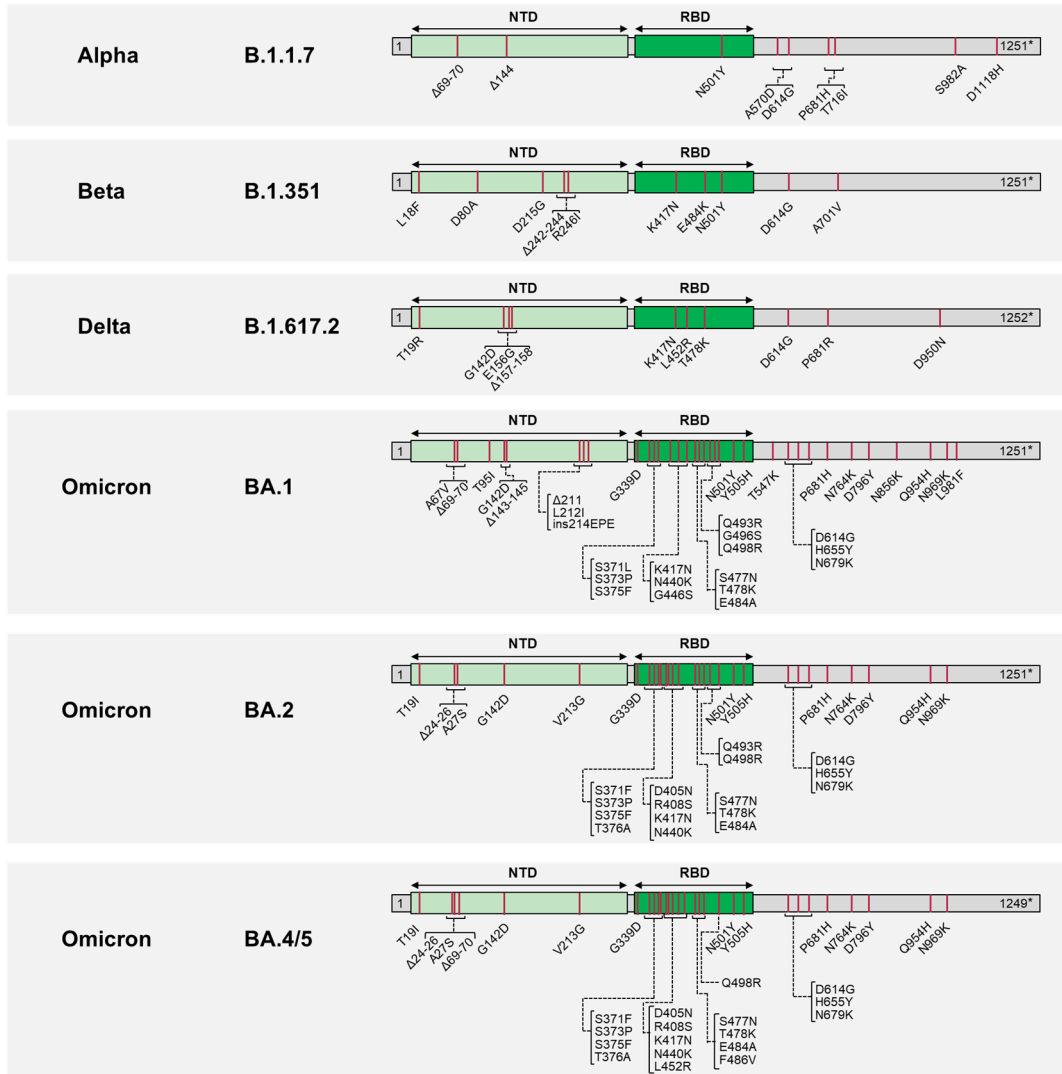 NTD RBD
Alpha B.1.1.7
1 1251*
Δ69-70 Δ144 N501Y A570D D614G P681H T716I S982A D1118H
NTD RBD
Beta B.1.351
1 1251*
L18F D80A D215G Δ242-244 R246I K417N E484K N501Y D614G A701V
NTD RBD
Delta B.1.617.2
1 1252*
T19R G142D E156G Δ157-158 K417N L452R T478K D614G P681R D950N
NTD RBD
Omicron BA.1
1 1251*
A67V Δ69-70 T95I G142D Δ143-145 G339D N501Y Y505H T547K P681H N764K D796Y N856K Q954H N969K L981F
Δ211
L212I
ins214EPE
Q493R
G496S
Q498R
D614G
H655Y
N679K
S371L
S373P
S375F
K417N
N440K
G446S
S477N
T478K
E484A
NTD RBD
Omicron BA.2
1 1251*
T19I Δ24-26 A27S G142D V213G G339D N501Y Y505H P681H N764K D796Y Q954H N969K
Q493R
Q498R
D614G
H655Y
N679K
S371F
S373P
S375F
T376A
D405N
R408S
K417N
N440K
S477N
T478K
E484A
NTD RBD
Omicron BA.4/5
1 1249*
T19I Δ24-26 A27S Δ69-70 G142D V213G G339D N501Y Y505H P681H N764K D796Y Q954H N969K
Q498R
D614G
H655Y
N679K
S371F
S373P
S375F
T376A
D405N
R408S
K417N
N440K
L452R
S477N
T478K
E484A
F486V